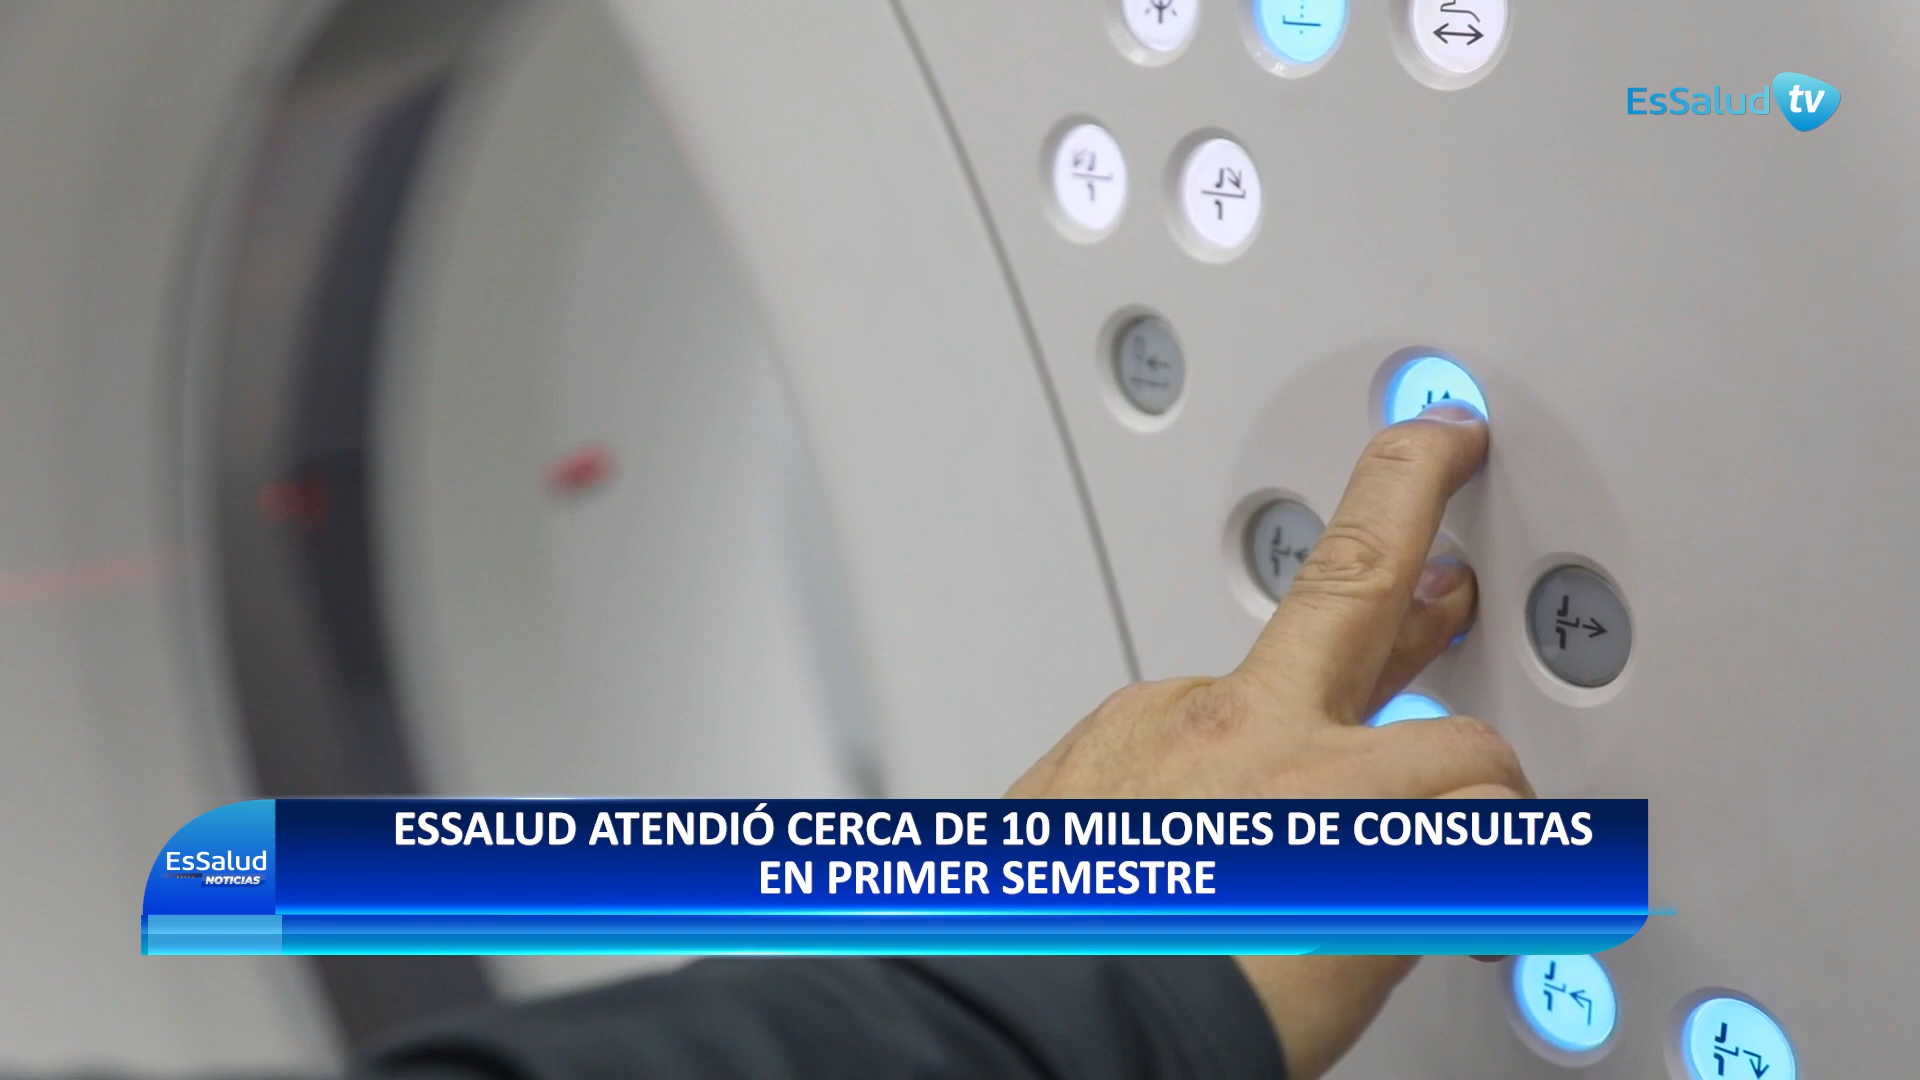 EsSalud tv
ESSALUD ATENDIÓ CERCA DE 10 MILLONES DE CONSULTAS
EN PRIMER SEMESTRE
EsSalud
NOTICIAS